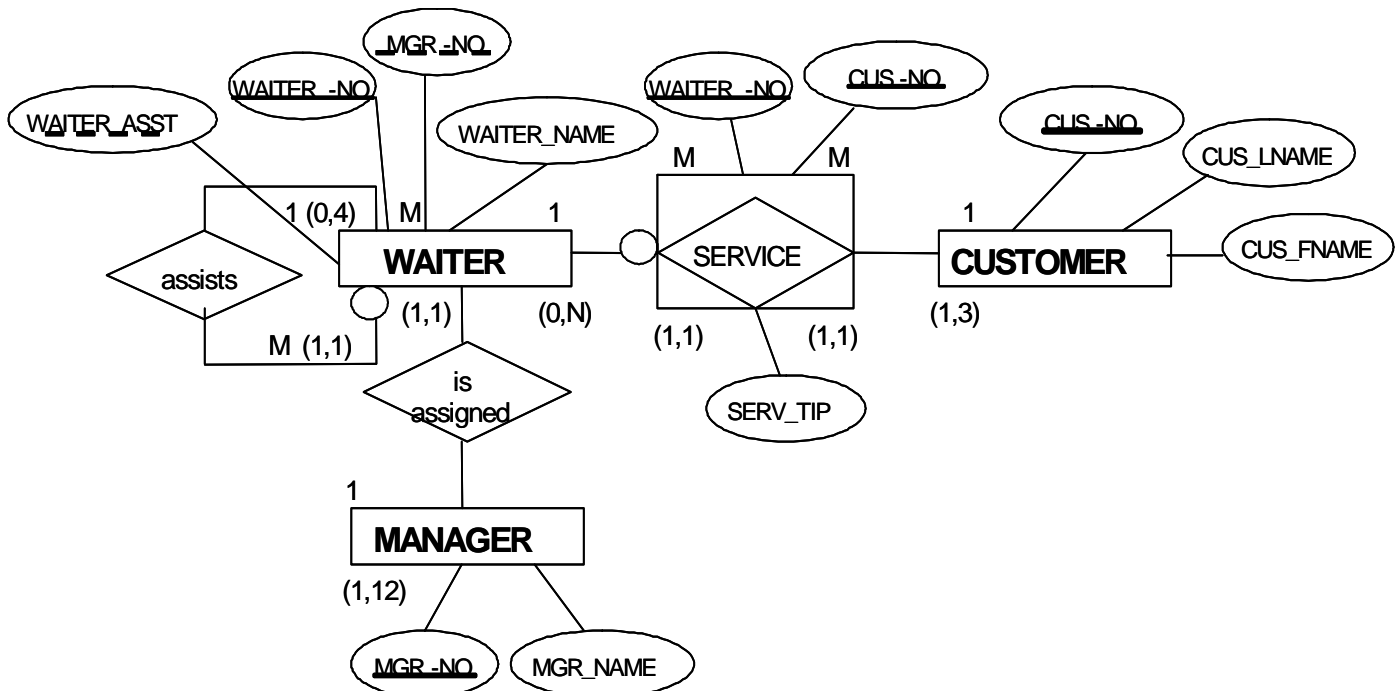 MGR-NO
WAITER-NO
WAITER_ASST
WAITER_NAME
WAITER-NO
CUS-NO
CUS-NO
CUS_LNAME
CUS_FNAME
M
M
1 (0,4)
M
1
1
WAITER
SERVICE
CUSTOMER
assists
(1,1)
(0,N)
(1,1)
(1,1)
(1,3)
M (1,1)
is
assigned
SERV_TIP
1
MANAGER
(1,12)
MGR-NO
MGR_NAME